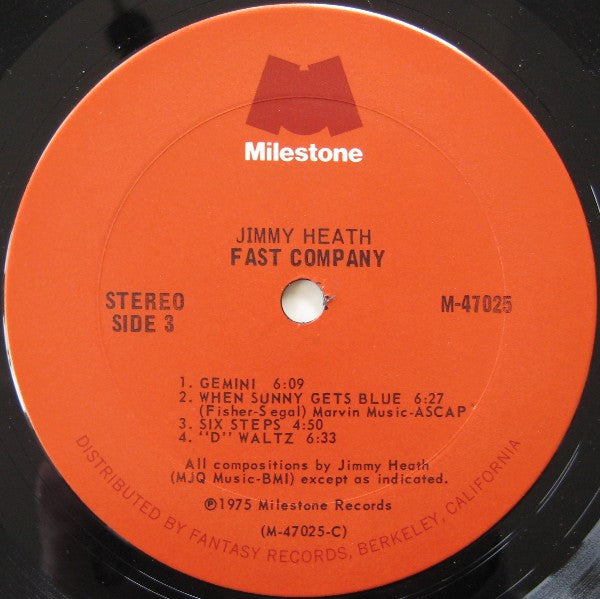 Milestone
JIMMY HEATH
FAST COMPANY
STEREO
SIDE 3
M-47025
1. GEMINI 6:09
2. WHEN SUNNY GETS BLUE 6:27
(Fisher-Segal) Marvin Music-ASCAP
3. SIX STEPS 4:50
4. "D" WALTZ 6:33
All compositions by Jimmy Heath
(MJQ Music-BMI) except as indicated.
℗1975 Milestone Records
(M-47025-C)
DISTRIBUTED BY FANTASY RECORDS, BERKELEY, CALIFORNIA